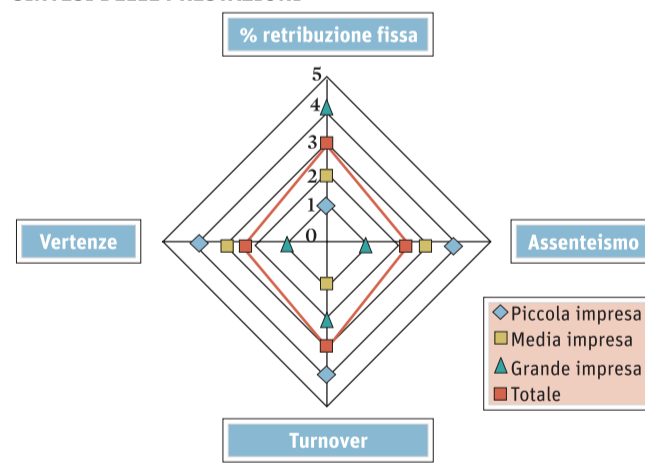 % retribuzione fissa
5
4
3
2
1
0
Vertenze
Assenteismo
Piccola impresa
Media impresa
Grande impresa
Totale
Turnover